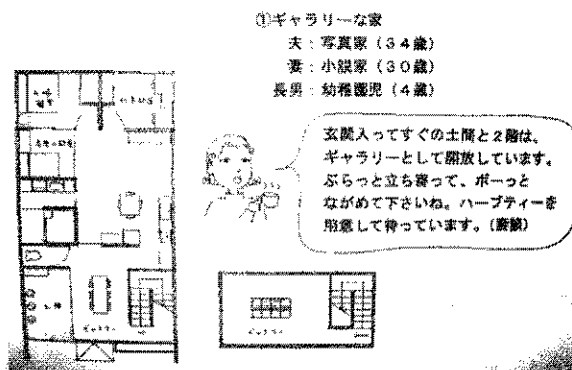 ①ギャラリーな家
夫：写真家（３４歳）
妻：小説家（３０歳）
長男：幼稚園児（４歳）
玄関入ってすぐの土間と２階は、
ギャラリーとして開放しています。
ぶらっと立ち寄って、ボーっと
ながめて下さいね。ハーブティーを
用意して待っています。
ギャラリー
ギャラリー